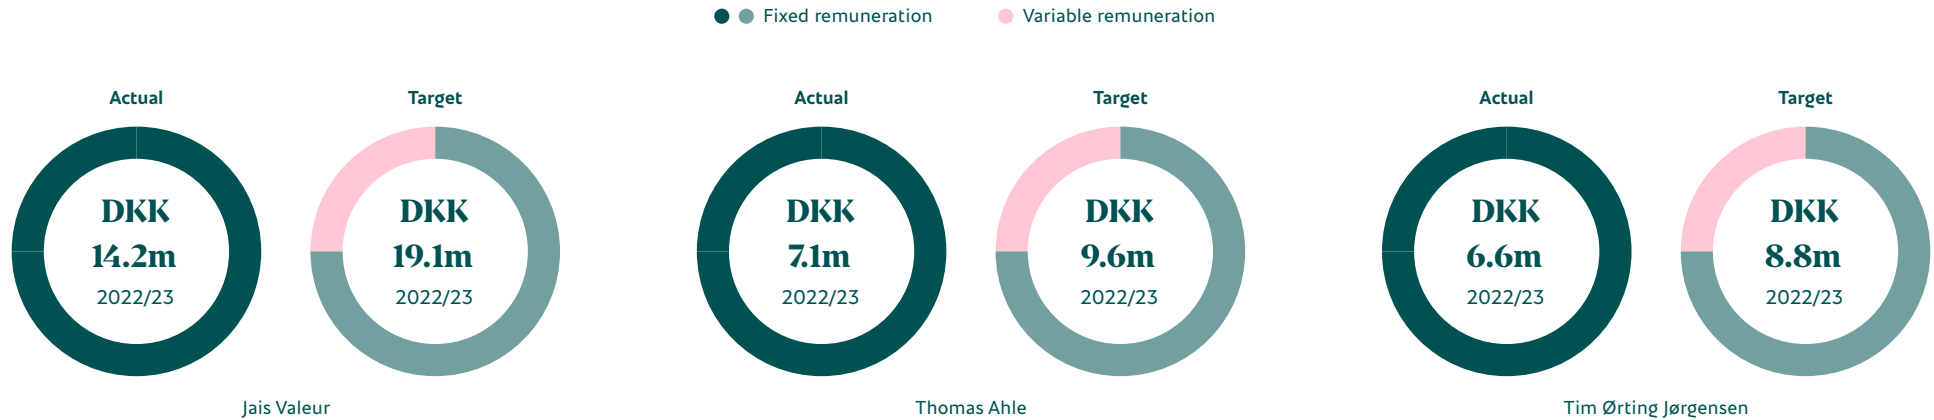 Fixed remuneration
Variable remuneration
Actual
DKK
14.2m
2022/23
Target
DKK
19.1m
2022/23
Jais Valeur
Actual
DKK
7.1m
2022/23
Target
DKK
9.6m
2022/23
Thomas Ahle
Actual
DKK
6.6m
2022/23
Target
DKK
8.8m
2022/23
Tim Ørting Jørgensen